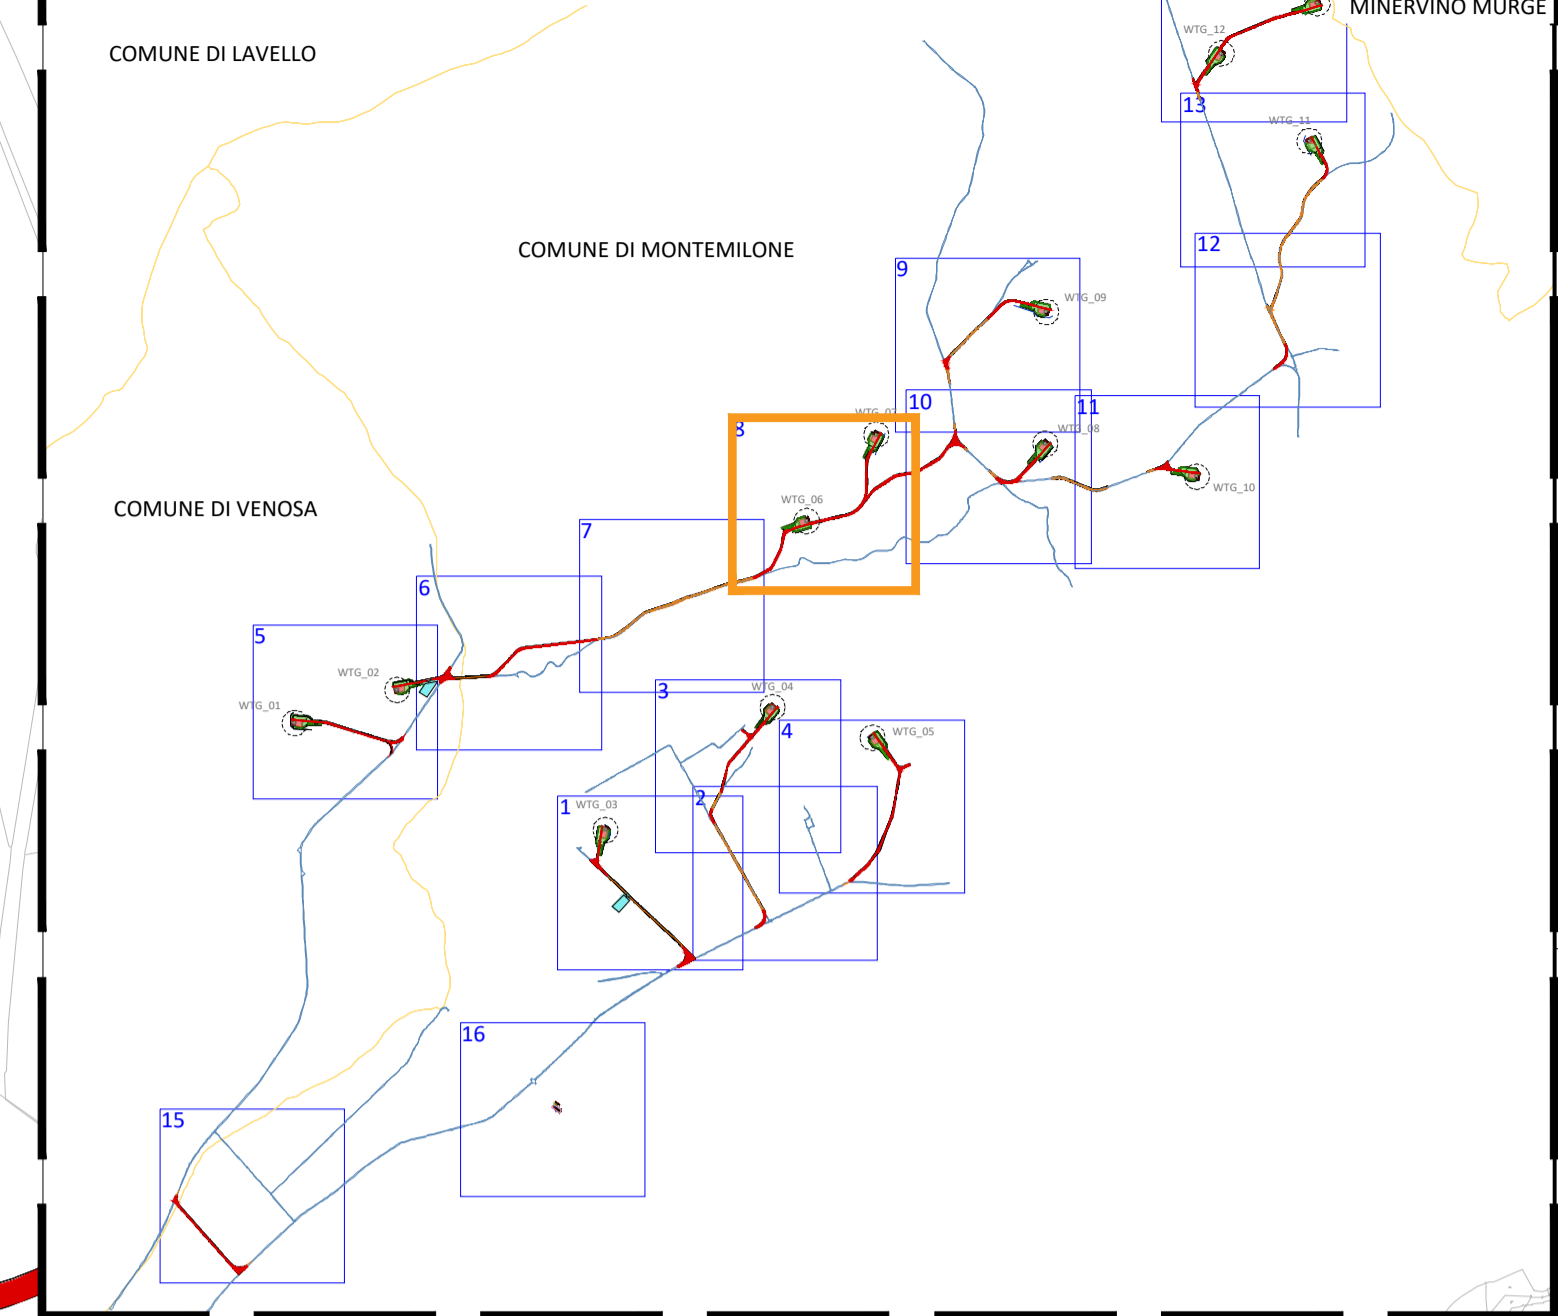 MINERVINO MURGE
WTG_12
COMUNE DI LAVELLO
13
WTG_11
12
COMUNE DI MONTEMILONE
9
WTG_09
10
11
WTG_07
8
WTG_08
WTG_10
WTG_06
COMUNE DI VENOSA
7
6
5
WTG_02
WTG_01
3
WTG_04
4
WTG_05
2
1
WTG_03
16
15